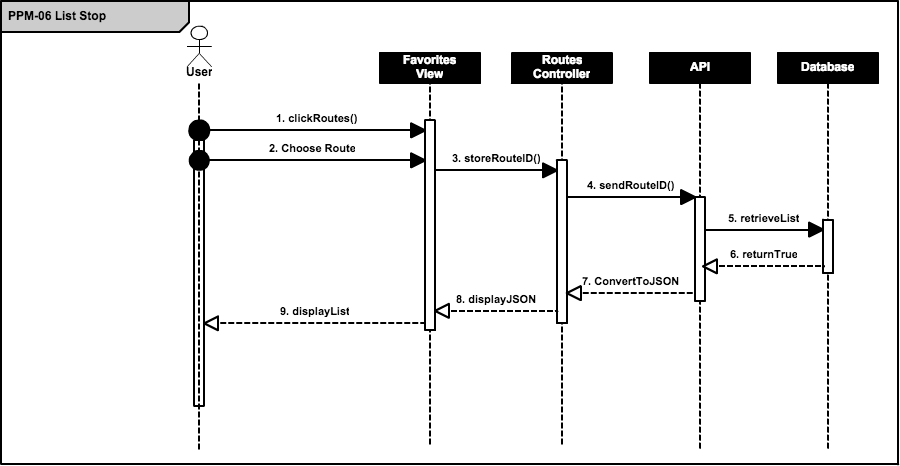 PPM-06 List Stop
User
Favorites
View
Routes
Controller
API
Database
1. clickRoutes()
2. Choose Route
3. storeRouteID()
4. sendRouteID()
5. retrieveList
6. returnTrue
7. ConvertToJSON
8. displayJSON
9. displayList